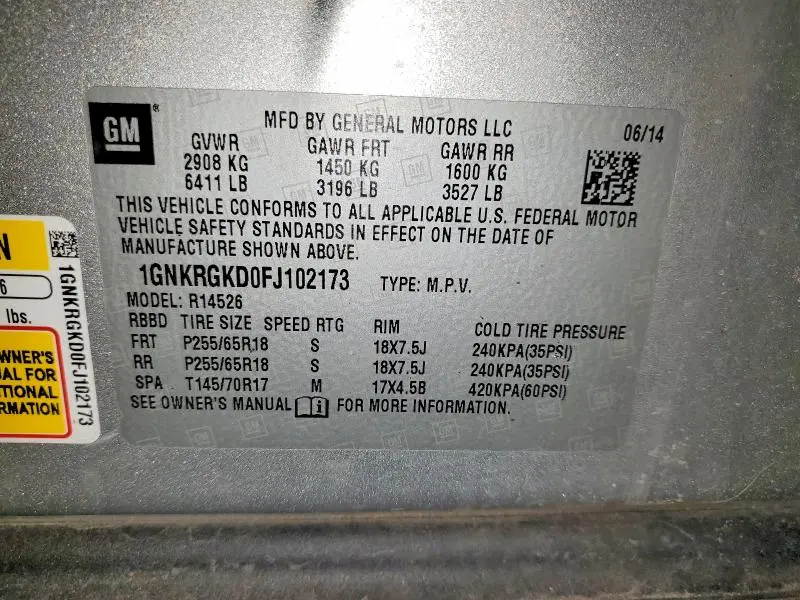 GM®
MFD BY GENERAL MOTORS LLC 06/14
GVWR GAWR FRT GAWR RR
2908 KG 1450 KG 1600 KG
6411 LB 3196 LB 3527 LB
THIS VEHICLE CONFORMS TO ALL APPLICABLE U.S. FEDERAL MOTOR
VEHICLE SAFETY STANDARDS IN EFFECT ON THE DATE OF
MANUFACTURE SHOWN ABOVE.
1GNKRGKD0FJ102173 TYPE: M.P.V.
MODEL: R14526
RBBD TIRE SIZE SPEED RTG RIM COLD TIRE PRESSURE
FRT P255/65R18 S 18X7.5J 240KPA(35PSI)
RR P255/65R18 S 18X7.5J 240KPA(35PSI)
SPA T145/70R17 M 17X4.5B 420KPA(60PSI)
SEE OWNER'S MANUAL FOR MORE INFORMATION.
N
6
lbs.
WNER'S
AL FOR
TIONAL
RMATION
1GNKRGKD0FJ102173